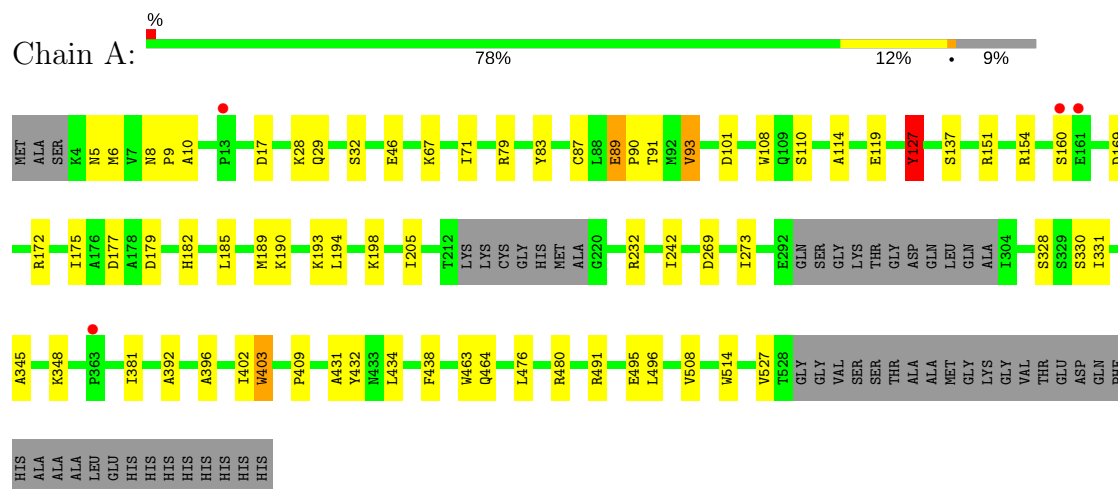 %
Chain A:
78% 12% • 9%
MET ALA SER K4 N5 M6 V7 N8 P9 A10 P13 D17 K28 Q29 S32 E46 K67 I71 R79 Y83 C87 L88 E89 P90 T91 M92 V93 D101 W108 Q109 S110 A114 E119 Y127 S137 R151 R154 S160 E161 D169
R172 I175 A176 D177 A178 D179 H182 L185 M189 K190 K193 L194 K198 I205 T212 LYS LYS CYS GLY HIS MET ALA G220 R232 I242 D269 I273 E292 GLN SER GLY LYS THR GLY ASP GLN LEU GLN ALA I304 S328 S329 S330 I331
A345 K348 P363 I381 A392 A396 I402 W403 P409 A431 Y432 N433 L434 F438 W463 Q464 L476 R480 R491 E495 L496 V508 W514 V527 T528 GLY GLY VAL SER SER THR ALA ALA MET GLY LYS GLY VAL THR GLU ASP GLN PHE
HIS ALA ALA ALA LEU GLU HIS HIS HIS HIS HIS HIS HIS HIS